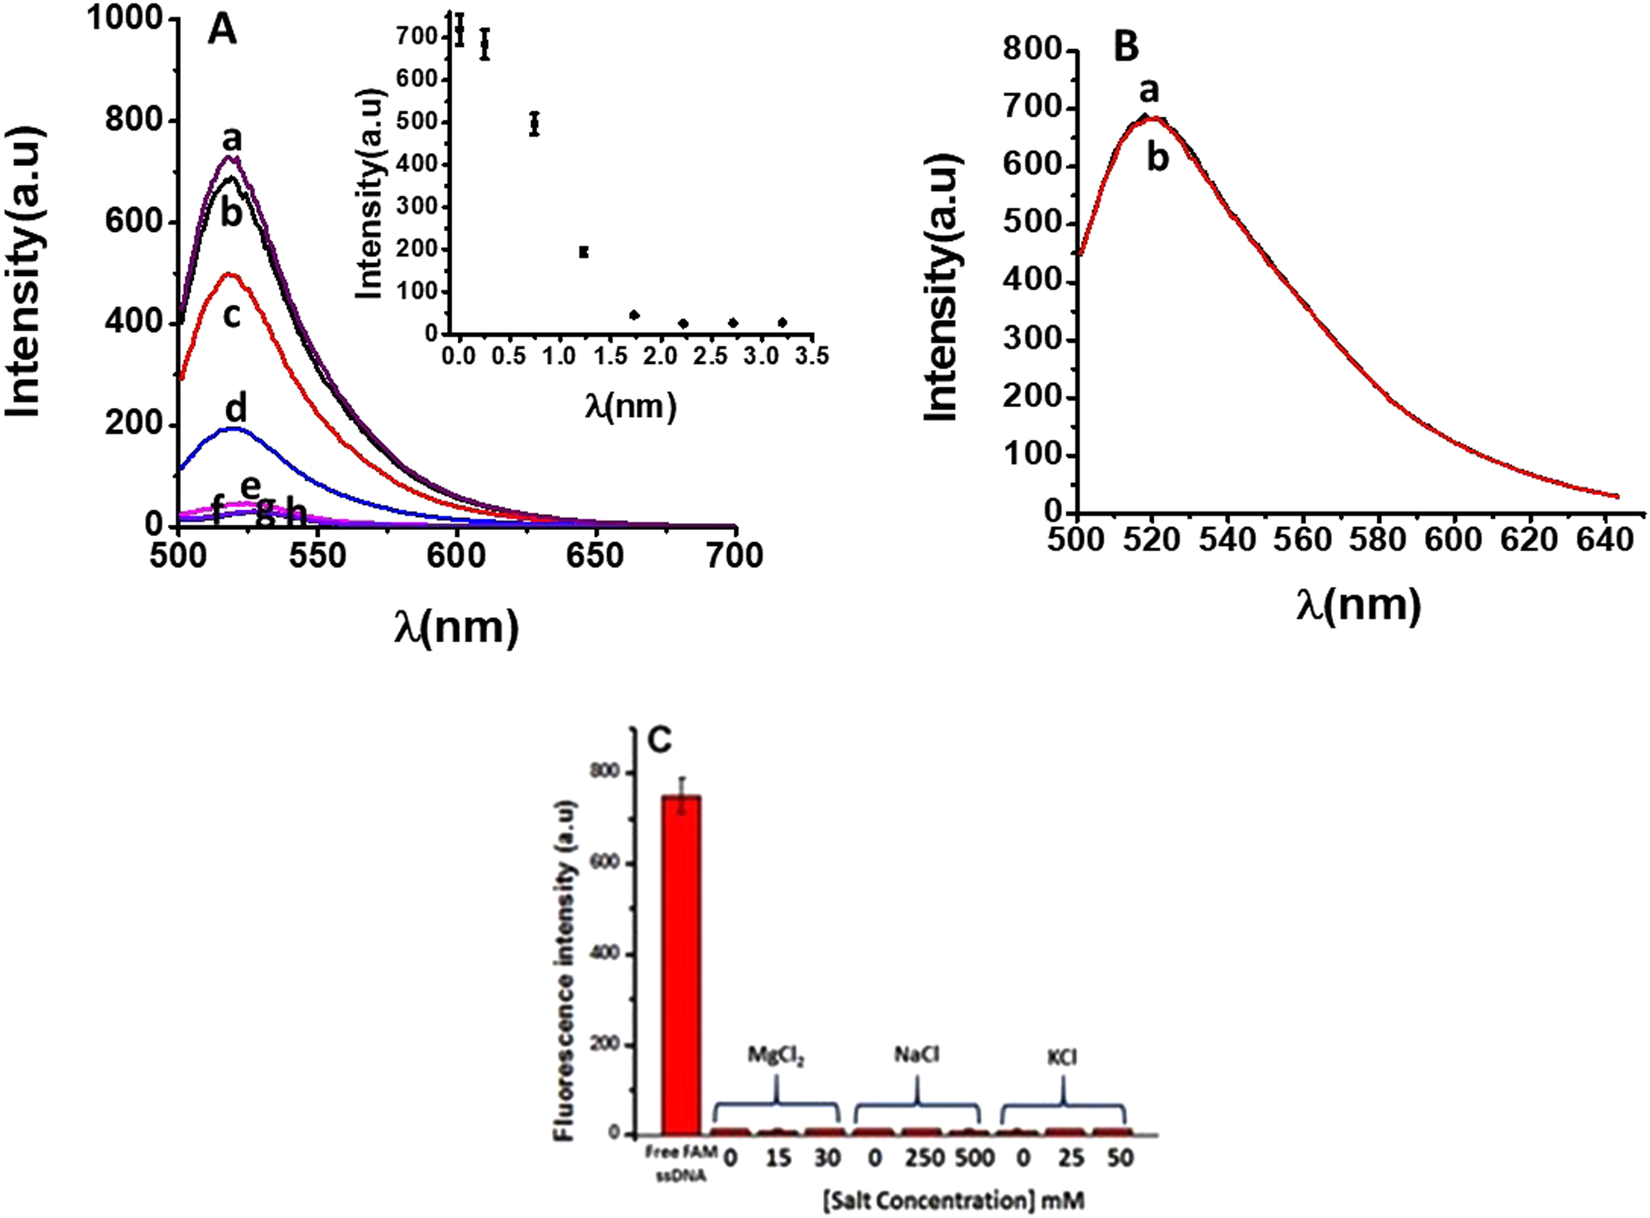 A
1000
800
600
400
200
0
Intensity(a.u)
a
b
c
d
e
f g h
500 550 600 650 700
λ(nm)
700
600
500
400
300
200
100
0
Intensity(a.u)
0.0 0.5 1.0 1.5 2.0 2.5 3.0 3.5
λ(nm)
B
800
700
600
500
400
300
200
100
0
Intensity(a.u)
a
b
500 520 540 560 580 600 620 640
λ(nm)
C
800
600
400
200
0
Fluorescence intensity (a.u)
MgCl₂ NaCl KCl
Free FAM
ssDNA
0 15 30 0 250 500 0 25 50
[Salt Concentration] mM